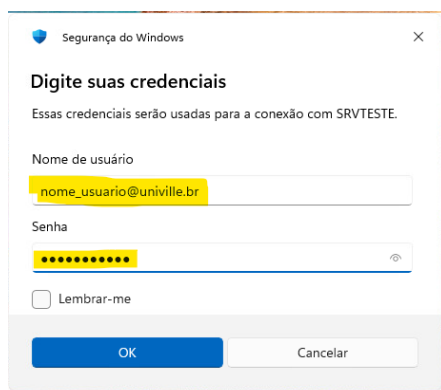 Segurança do Windows
Digite suas credenciais
Essas credenciais serão usadas para a conexão com SRVTESTE.
Nome de usuário
nome_usuario@univille.br
Senha
●●●●●●●●●●●
Lembrar-me
OK
Cancelar